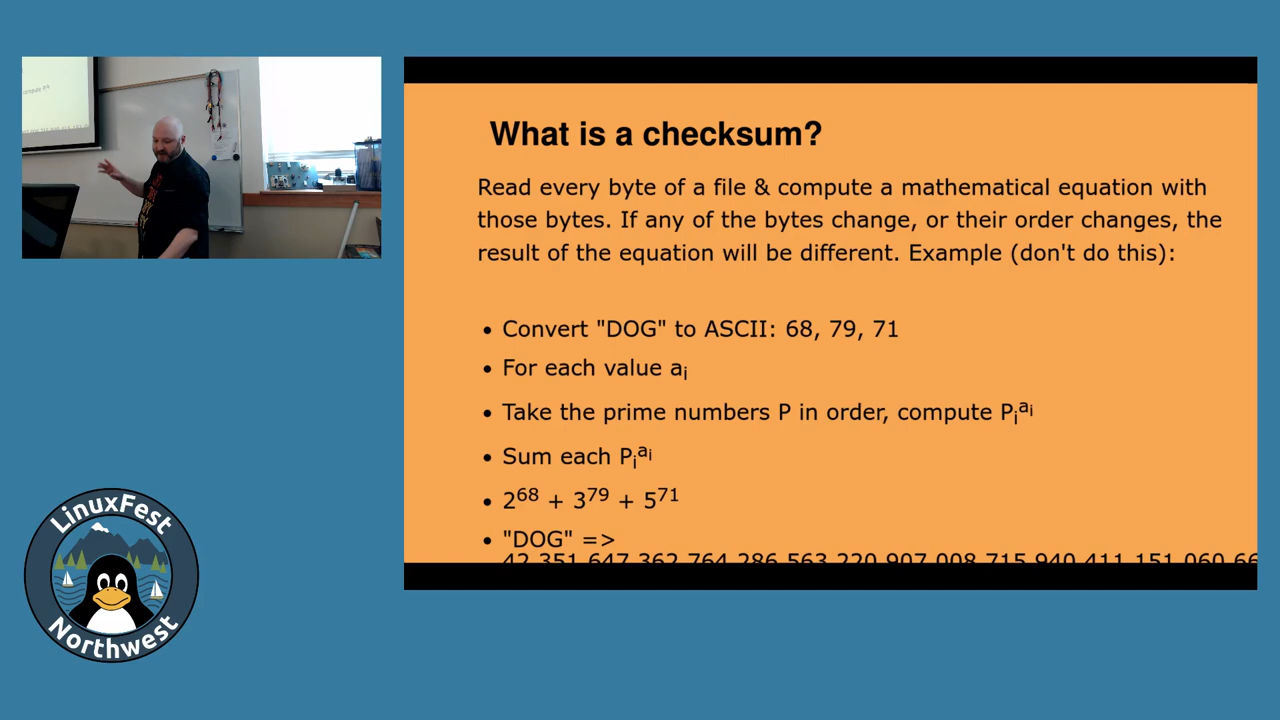 What is a checksum?
Read every byte of a file & compute a mathematical equation with
those bytes. If any of the bytes change, or their order changes, the
result of the equation will be different. Example (don't do this):
• Convert "DOG" to ASCII: 68, 79, 71
• For each value aᵢ
• Take the prime numbers P in order, compute Pᵢ^aᵢ
• Sum each Pᵢ^aᵢ
• 2⁶⁸ + 3⁷⁹ + 5⁷¹
• "DOG" =>
42,351,647,362,764,286,563,220,907,008,715,940,411,151,060,66
LinuxFest
Northwest